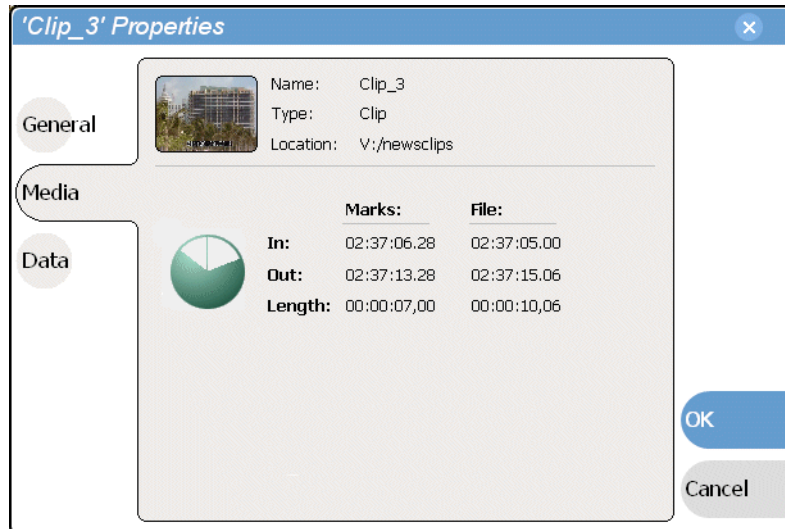 'Clip_3' Properties
General
Media
Data
Name: Clip_3
Type: Clip
Location: V:/newsclips
Marks: File:
In: 02:37:06.28 02:37:05.00
Out: 02:37:13.28 02:37:15.06
Length: 00:00:07,00 00:00:10,06
OK
Cancel